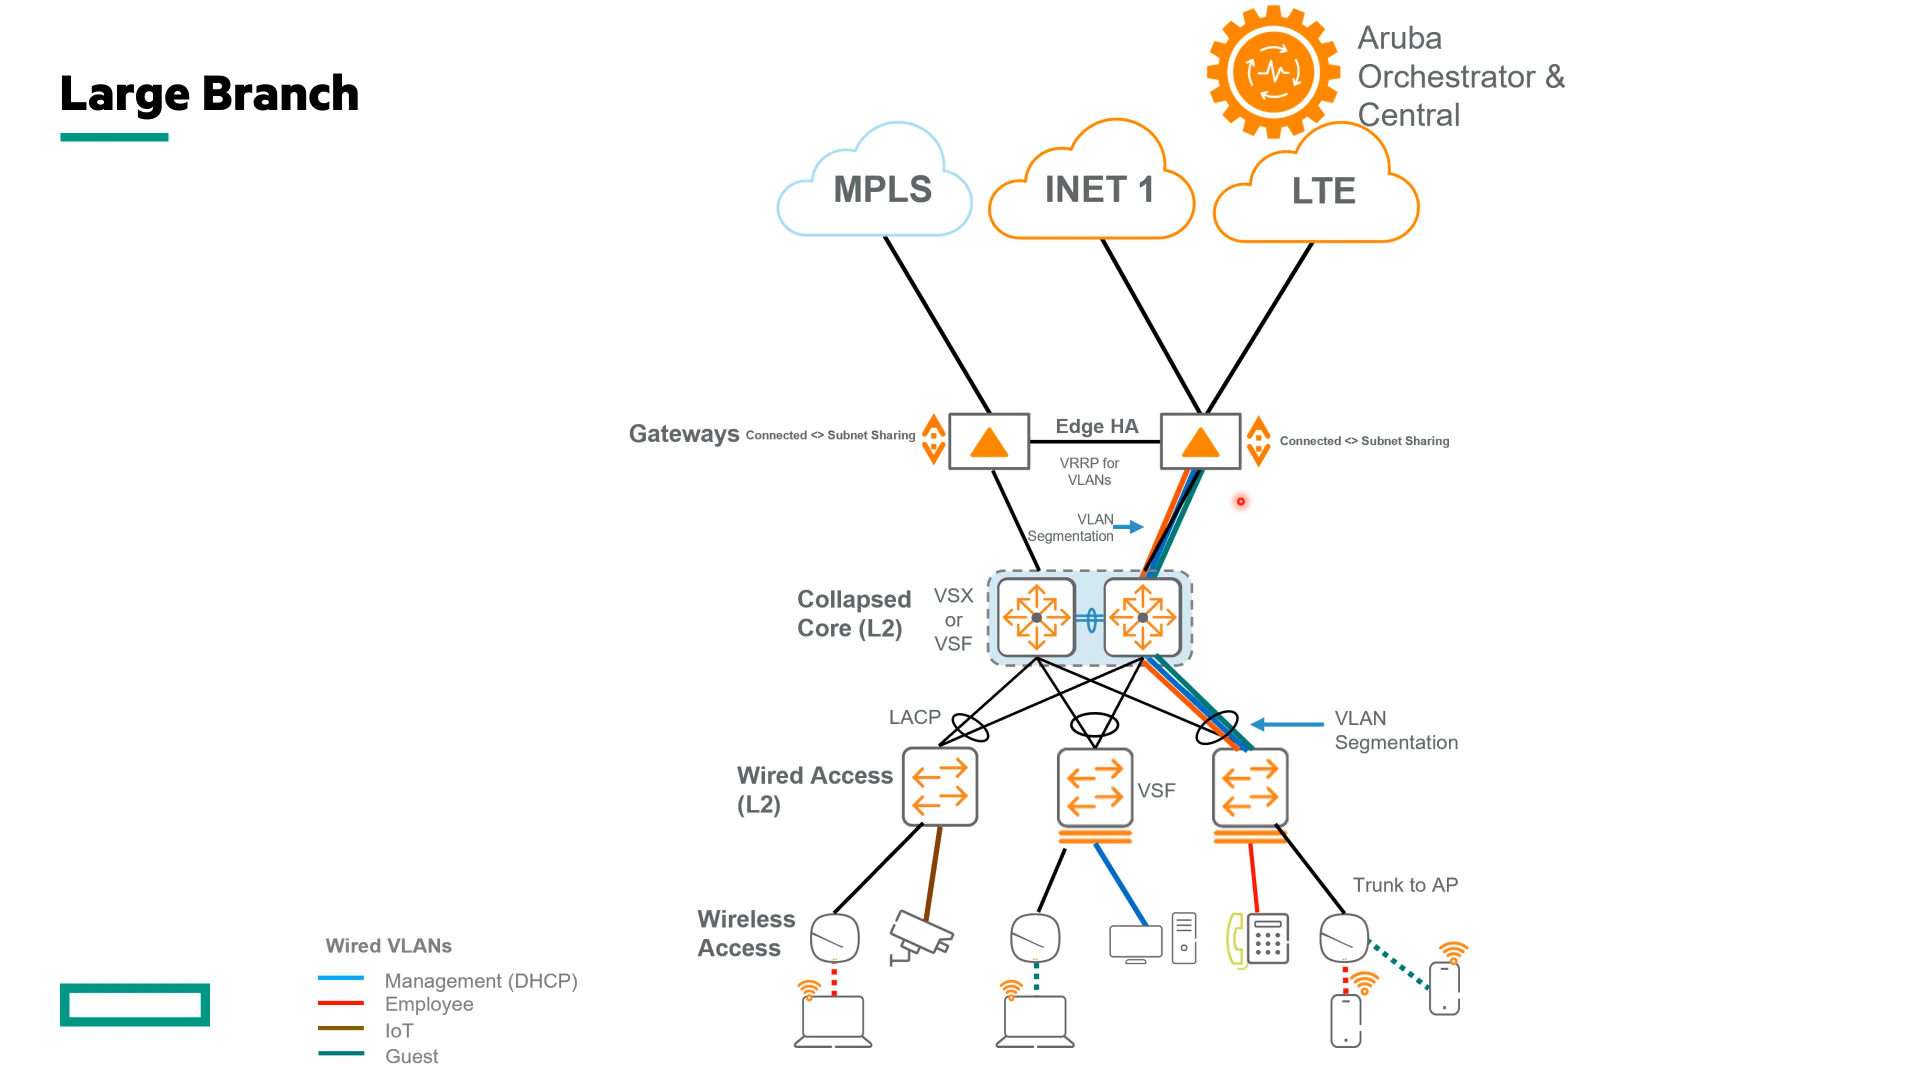 Large Branch
Aruba
Orchestrator &
Central
MPLS
INET 1
LTE
Gateways
Connected <> Subnet Sharing
Edge HA
Connected <> Subnet Sharing
VRRP for
VLANs
VLAN
Segmentation
Collapsed
Core (L2)
VSX
or
VSF
LACP
VLAN
Segmentation
Wired Access
(L2)
VSF
Trunk to AP
Wireless
Access
Wired VLANs
Management (DHCP)
Employee
IoT
Guest